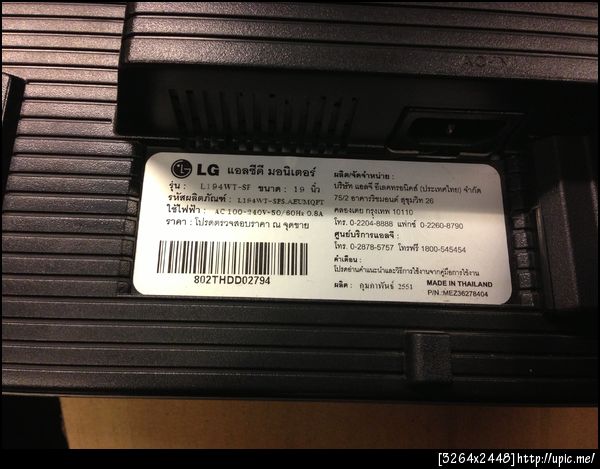 AC-IN
LG แอลซีดี มอนิเตอร์
รุ่น : L194WT-SF ขนาด : 19 นิ้ว
รหัสผลิตภัณฑ์ : L194WT-SFS.AEUMQPT
ใช้ไฟฟ้า : AC 100-240V~50/60Hz 0.8A
ราคา : โปรดตรวจสอบราคา ณ จุดขาย
802THDD02794
ผลิต/จัดจำหน่าย :
บริษัท แอลจี อีเลคทรอนิคส์ (ประเทศไทย) จำกัด
75/2 อาคารริชมอนด์ สุขุมวิท 26
คลองเตย กรุงเทพ 10110
โทร. 0-2204-8888 แฟกซ์ 0-2260-8790
ศูนย์บริการแอลจี :
โทร. 0-2878-5757 โทรฟรี 1800-545454
คำเตือน :
โปรดอ่านคำแนะนำและวิธีการใช้งานจากคู่มือการใช้งาน
ผลิต : กุมภาพันธ์ 2551 MADE IN THAILAND
P/N:MEZ36278404
[3264x2448]http://upic.me/